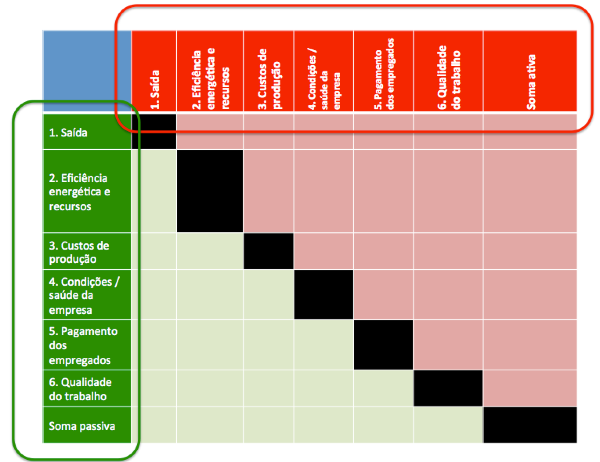 1. Saída
2. Eficiência
energética e
recursos
3. Custos de
produção
4. Condições /
saúde da
empresa
5. Pagamento
dos empregados
6. Qualidade
do trabalho
Soma ativa
1. Saída
2. Eficiência
energética e
recursos
3. Custos de
produção
4. Condições /
saúde da
empresa
5. Pagamento
dos
empregados
6. Qualidade
do trabalho
Soma passiva